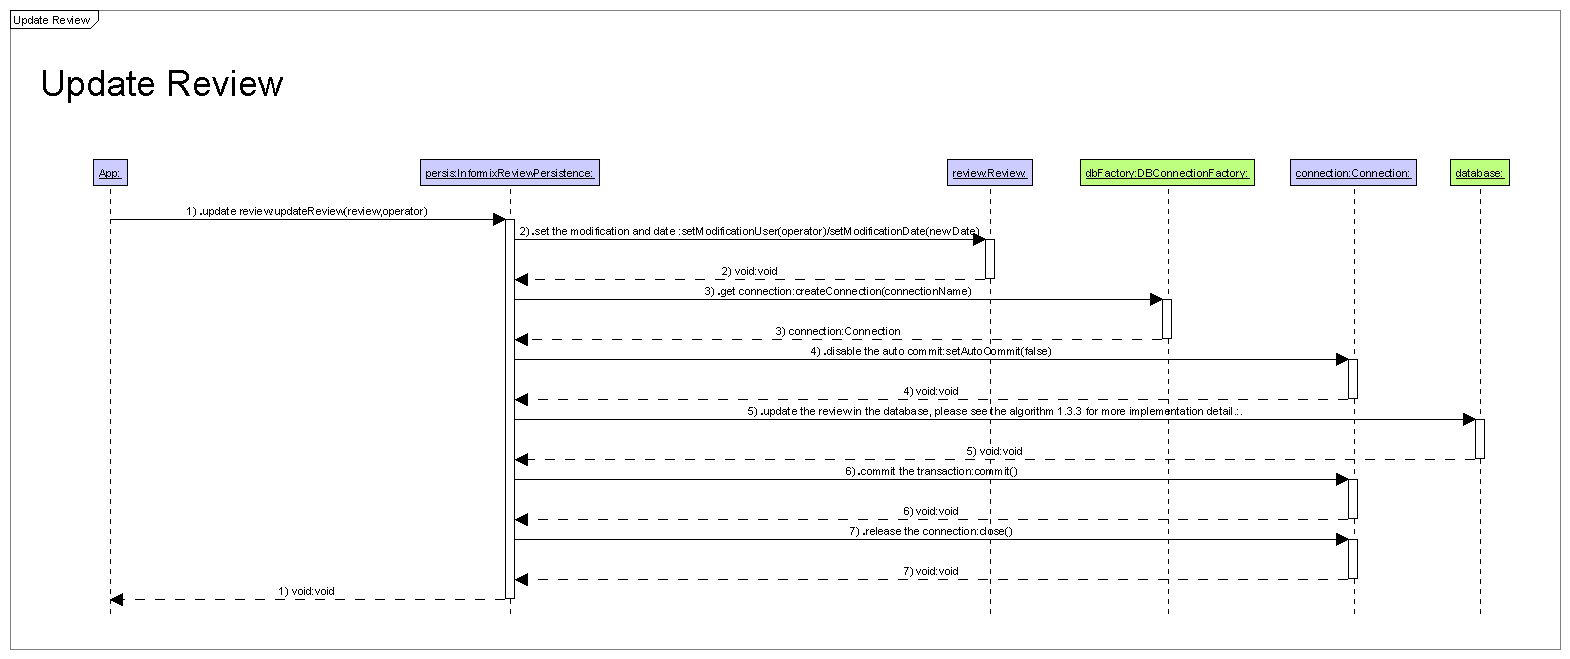 Update Review
Update Review
App:
persis:InformixReviewPersistence:
review:Review:
dbFactory:DBConnectionFactory:
connection:Connection:
database:
1) .update review:updateReview(review,operator)
2) .set the modification and date :setModificationUser(operator)/setModificationDate(newDate)
2) void:void
3) .get connection:createConnection(connectionName)
3) connection:Connection
4) .disable the auto commit:setAutoCommit(false)
4) void:void
5) .update the review in the database, please see the algorithm 1.3.3 for more implementation detail.:.
5) void:void
6) .commit the transaction:commit()
6) void:void
7) .release the connection:close()
7) void:void
1) void:void